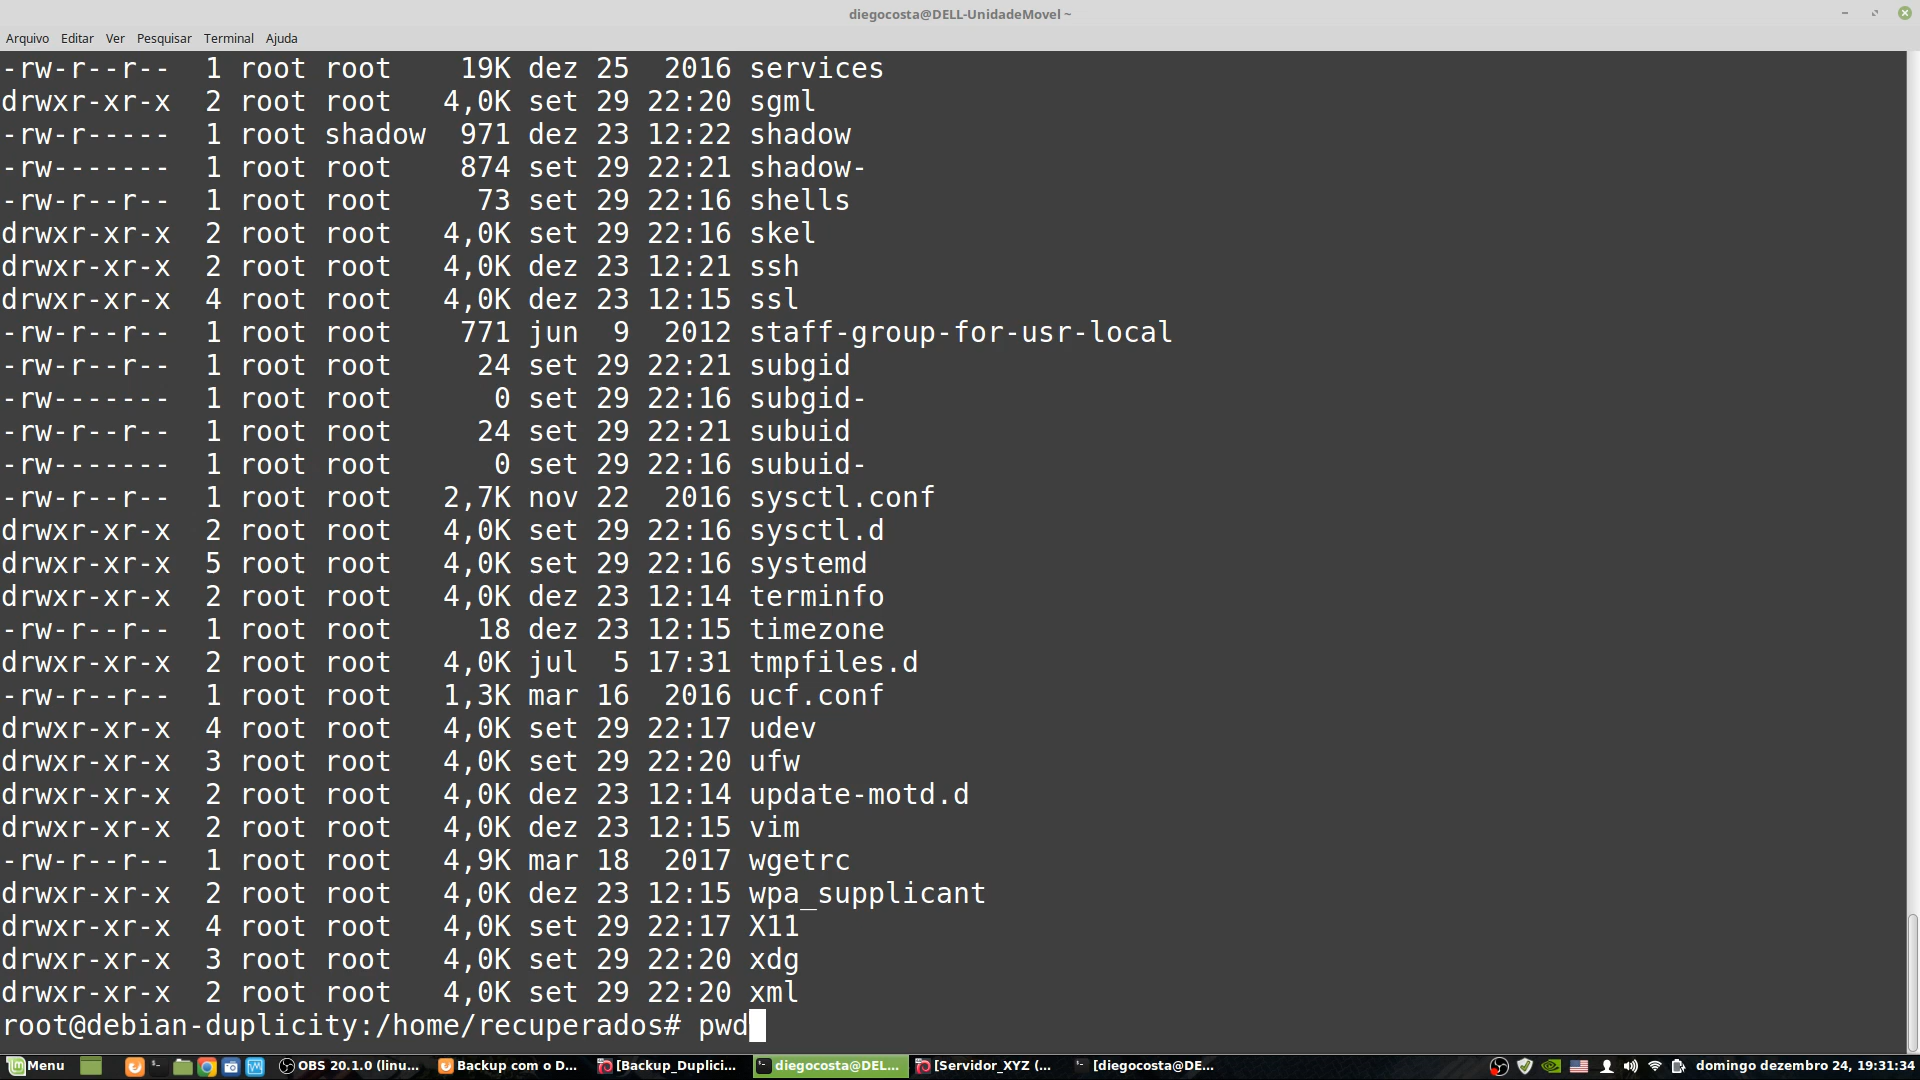 diegocosta@DELL-UnidadeMovel ~
Arquivo Editar Ver Pesquisar Terminal Ajuda
-rw-r--r--  1 root root    19K dez 25  2016 services
drwxr-xr-x  2 root root   4,0K set 29 22:20 sgml
-rw-r-----  1 root shadow  971 dez 23 12:22 shadow
-rw-------  1 root root    874 set 29 22:21 shadow-
-rw-r--r--  1 root root     73 set 29 22:16 shells
drwxr-xr-x  2 root root   4,0K set 29 22:16 skel
drwxr-xr-x  2 root root   4,0K dez 23 12:21 ssh
drwxr-xr-x  4 root root   4,0K dez 23 12:15 ssl
-rw-r--r--  1 root root    771 jun  9  2012 staff-group-for-usr-local
-rw-r--r--  1 root root     24 set 29 22:21 subgid
-rw-------  1 root root      0 set 29 22:16 subgid-
-rw-r--r--  1 root root     24 set 29 22:21 subuid
-rw-------  1 root root      0 set 29 22:16 subuid-
-rw-r--r--  1 root root   2,7K nov 22  2016 sysctl.conf
drwxr-xr-x  2 root root   4,0K set 29 22:16 sysctl.d
drwxr-xr-x  5 root root   4,0K set 29 22:16 systemd
drwxr-xr-x  2 root root   4,0K dez 23 12:14 terminfo
-rw-r--r--  1 root root     18 dez 23 12:15 timezone
drwxr-xr-x  2 root root   4,0K jul  5 17:31 tmpfiles.d
-rw-r--r--  1 root root   1,3K mar 16  2016 ucf.conf
drwxr-xr-x  4 root root   4,0K set 29 22:17 udev
drwxr-xr-x  3 root root   4,0K set 29 22:20 ufw
drwxr-xr-x  2 root root   4,0K dez 23 12:14 update-motd.d
drwxr-xr-x  2 root root   4,0K dez 23 12:15 vim
-rw-r--r--  1 root root   4,9K mar 18  2017 wgetrc
drwxr-xr-x  2 root root   4,0K dez 23 12:15 wpa_supplicant
drwxr-xr-x  4 root root   4,0K set 29 22:17 X11
drwxr-xr-x  3 root root   4,0K set 29 22:20 xdg
drwxr-xr-x  2 root root   4,0K set 29 22:20 xml
root@debian-duplicity:/home/recuperados# pwd
Menu OBS 20.1.0 (linu... Backup com o D... [Backup_Duplici... diegocosta@DEL... [Servidor_XYZ (... [diegocosta@DE... domingo dezembro 24, 19:31:34